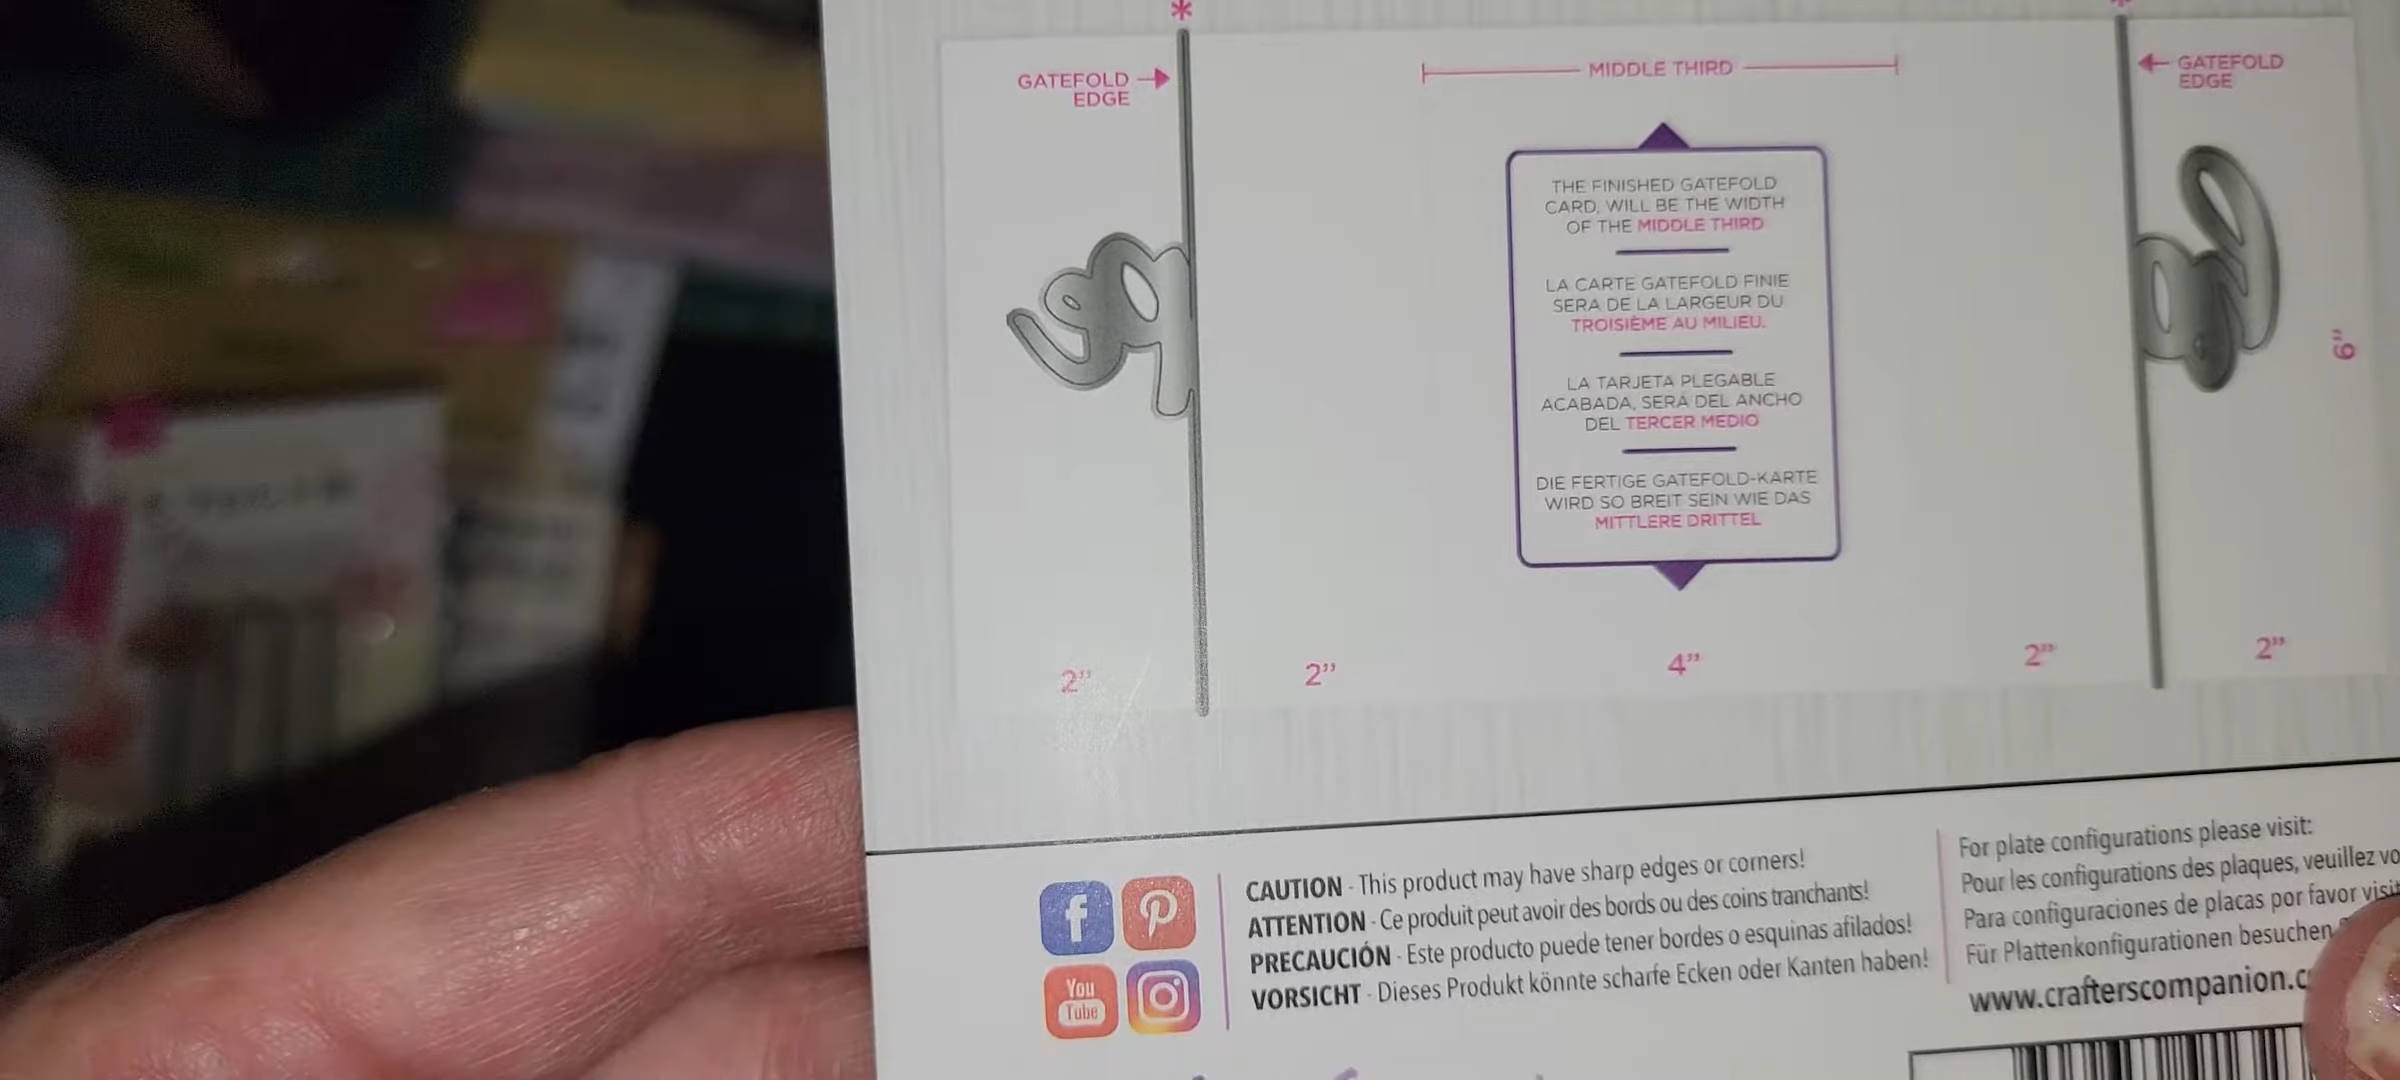 *
GATEFOLD
EDGE
MIDDLE THIRD
GATEFOLD
EDGE
THE FINISHED GATEFOLD
CARD, WILL BE THE WIDTH
OF THE MIDDLE THIRD
LA CARTE GATEFOLD FINIE
SERA DE LA LARGEUR DU
TROISIÈME AU MILIEU.
LA TARJETA PLEGABLE
ACABADA, SERÁ DEL ANCHO
DEL TERCER MEDIO
DIE FERTIGE GATEFOLD-KARTE
WIRD SO BREIT SEIN WIE DAS
MITTLERE DRITTEL
6"
2"
2"
4"
2"
2"
f
You
Tube
CAUTION - This product may have sharp edges or corners!
ATTENTION - Ce produit peut avoir des bords ou des coins tranchants!
PRECAUCIÓN - Este producto puede tener bordes o esquinas afilados!
VORSICHT - Dieses Produkt könnte scharfe Ecken oder Kanten haben!
For plate configurations please visit:
Pour les configurations des plaques, veuillez
Para configuraciones de placas por favor
Für Plattenkonfigurationen besuchen
www.crafterscompanion.c